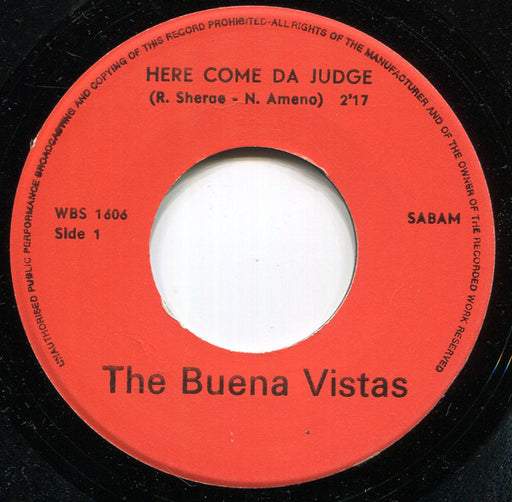 UNAUTHORISED PUBLIC PERFORMANCE BROADCASTING AND COPYING OF THIS RECORD PROHIBITED-ALL RIGHTS OF THE MANUFACTURER AND OF THE OWNER OF THE RECORDED WORK RESERVED
HERE COME DA JUDGE
(R. Sherae - N. Ameno) 2'17
WBS 1606
Side 1
SABAM
The Buena Vistas